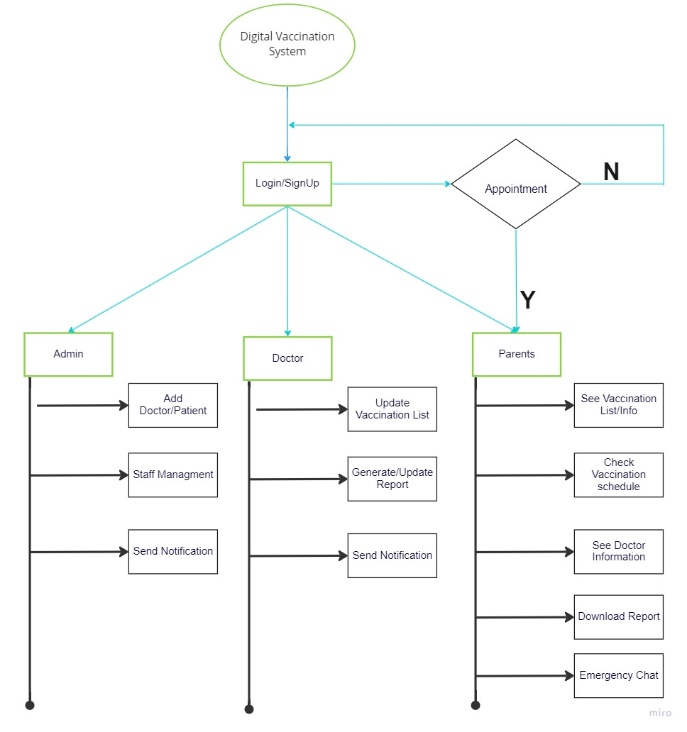 Digital Vaccination
System
Login/SignUp
Appointment
N
Y
Admin
Doctor
Parents
Add
Doctor/Patient
Staff Managment
Send Notification
Update
Vaccination List
Generate/Update
Report
Send Notification
See Vaccination
List/Info
Check
Vaccination
schedule
See Doctor
Information
Download Report
Emergency Chat
miro